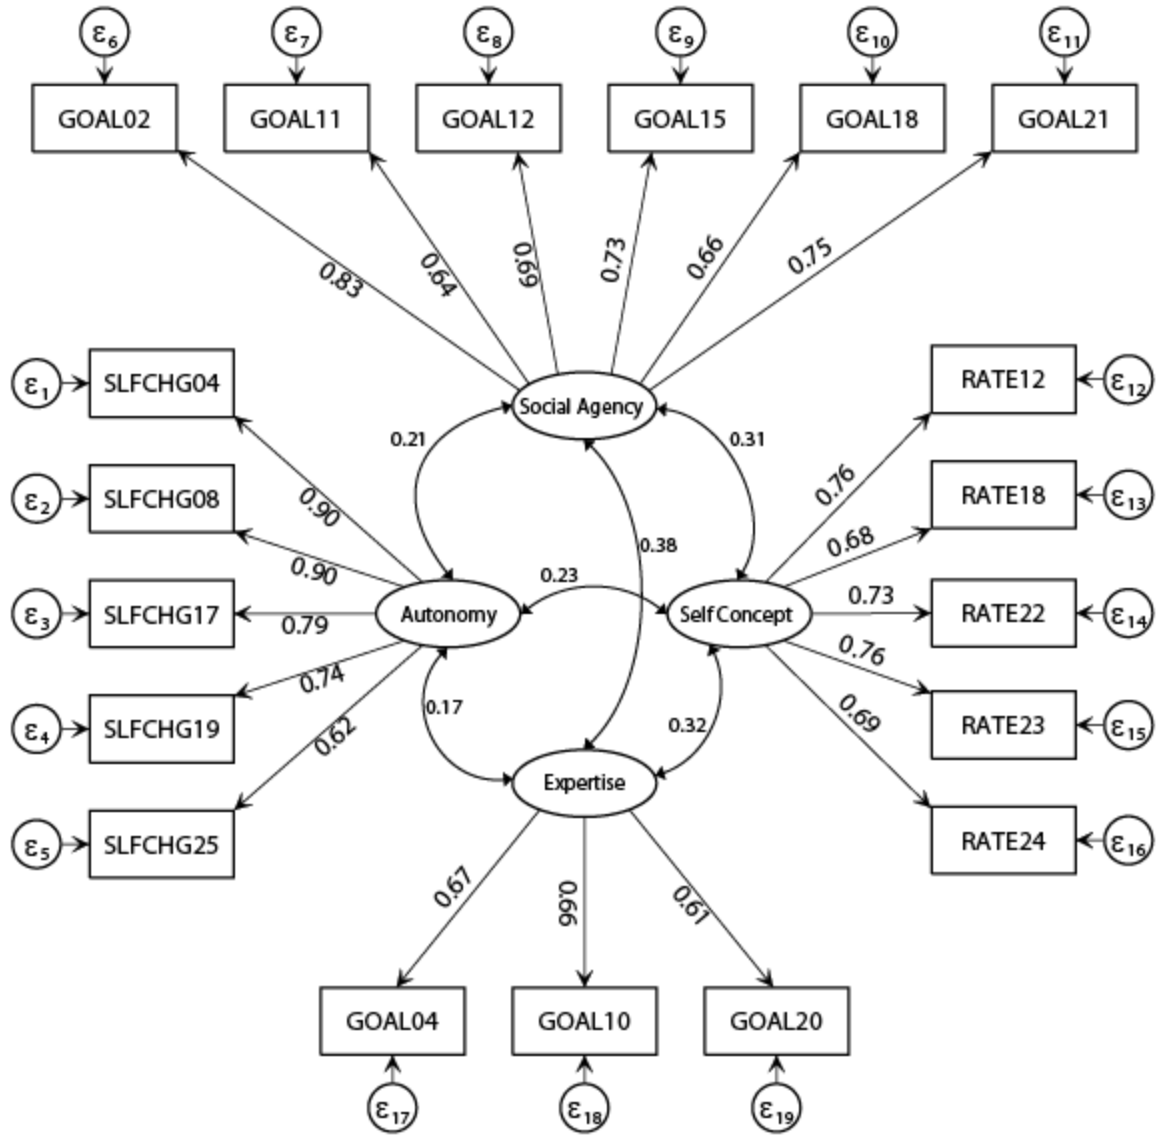 ε6
ε7
ε8
ε9
ε10
ε11
GOAL02
GOAL11
GOAL12
GOAL15
GOAL18
GOAL21
0.83
0.64
0.69
0.73
0.66
0.75
ε1
SLFCHG04
ε2
SLFCHG08
ε3
SLFCHG17
ε4
SLFCHG19
ε5
SLFCHG25
0.90
0.90
0.79
0.74
0.62
Social Agency
0.21
0.31
0.38
0.23
Autonomy
Self Concept
0.17
0.32
Expertise
0.76
0.68
0.73
0.76
0.69
RATE12
ε12
RATE18
ε13
RATE22
ε14
RATE23
ε15
RATE24
ε16
0.67
0.66
0.61
GOAL04
GOAL10
GOAL20
ε17
ε18
ε19